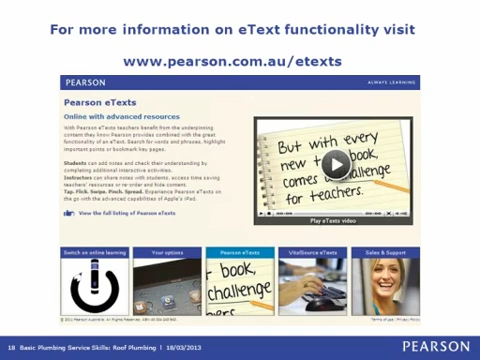 For more information on eText functionality visit
www.pearson.com.au/etexts
PEARSON
ALWAYS LEARNING
Pearson eTexts
Online with advanced resources
With Pearson eTexts teachers benefit from the underpinning
content they know Pearson provides combined with the great
functionality of an eText. Search for words and phrases, highlight
important points or bookmark key pages.
Students can add notes and check their understanding by
completing additional interactive activities.
Instructors can share notes with students, access time saving
teachers' resources or re-order and hide content.
Tap. Flick. Swipe. Pinch. Spread. Experience Pearson eTexts on
the go with the advanced capabilities of Apple's iPad.
View the full listing of Pearson eTexts
But with every
new book,
comes a challenge
for teachers.
Play eTexts video
Switch on online learning
Your options
Pearson eTexts
VitalSource eTexts
Sales & Support
book,
challenge
Terms of use
Privacy Policy
18 Basic Plumbing Service Skills: Roof Plumbing | 18/03/2013
PEARSON